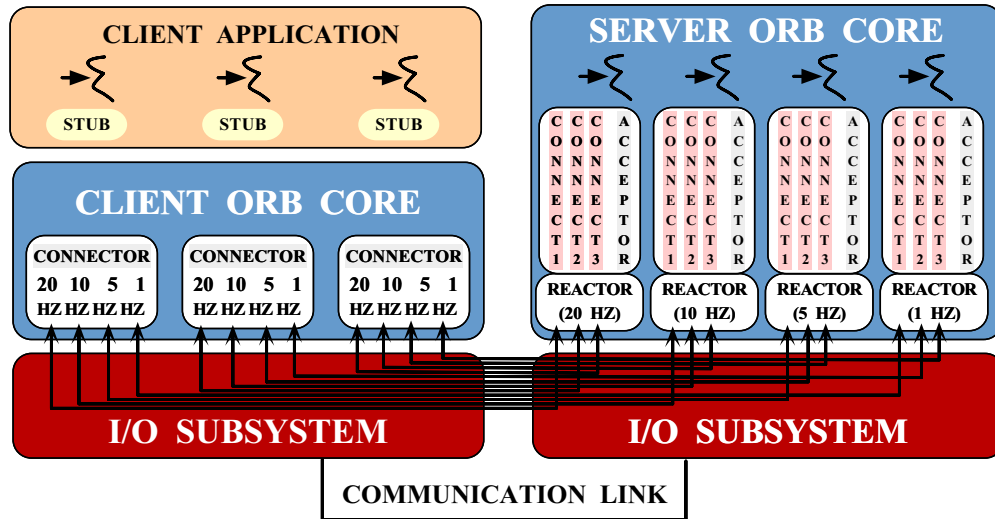 CLIENT APPLICATION
STUB STUB STUB
CLIENT ORB CORE
CONNECTOR
20 10 5 1
HZ HZ HZ HZ
CONNECTOR
20 10 5 1
HZ HZ HZ HZ
CONNECTOR
20 10 5 1
HZ HZ HZ HZ
I/O SUBSYSTEM
SERVER ORB CORE
CONNECT1
CONNECT2
CONNECT3
ACCEPTOR
REACTOR
(20 HZ)
CONNECT1
CONNECT2
CONNECT3
ACCEPTOR
REACTOR
(10 HZ)
CONNECT1
CONNECT2
CONNECT3
ACCEPTOR
REACTOR
(5 HZ)
CONNECT1
CONNECT2
CONNECT3
ACCEPTOR
REACTOR
(1 HZ)
I/O SUBSYSTEM
COMMUNICATION LINK